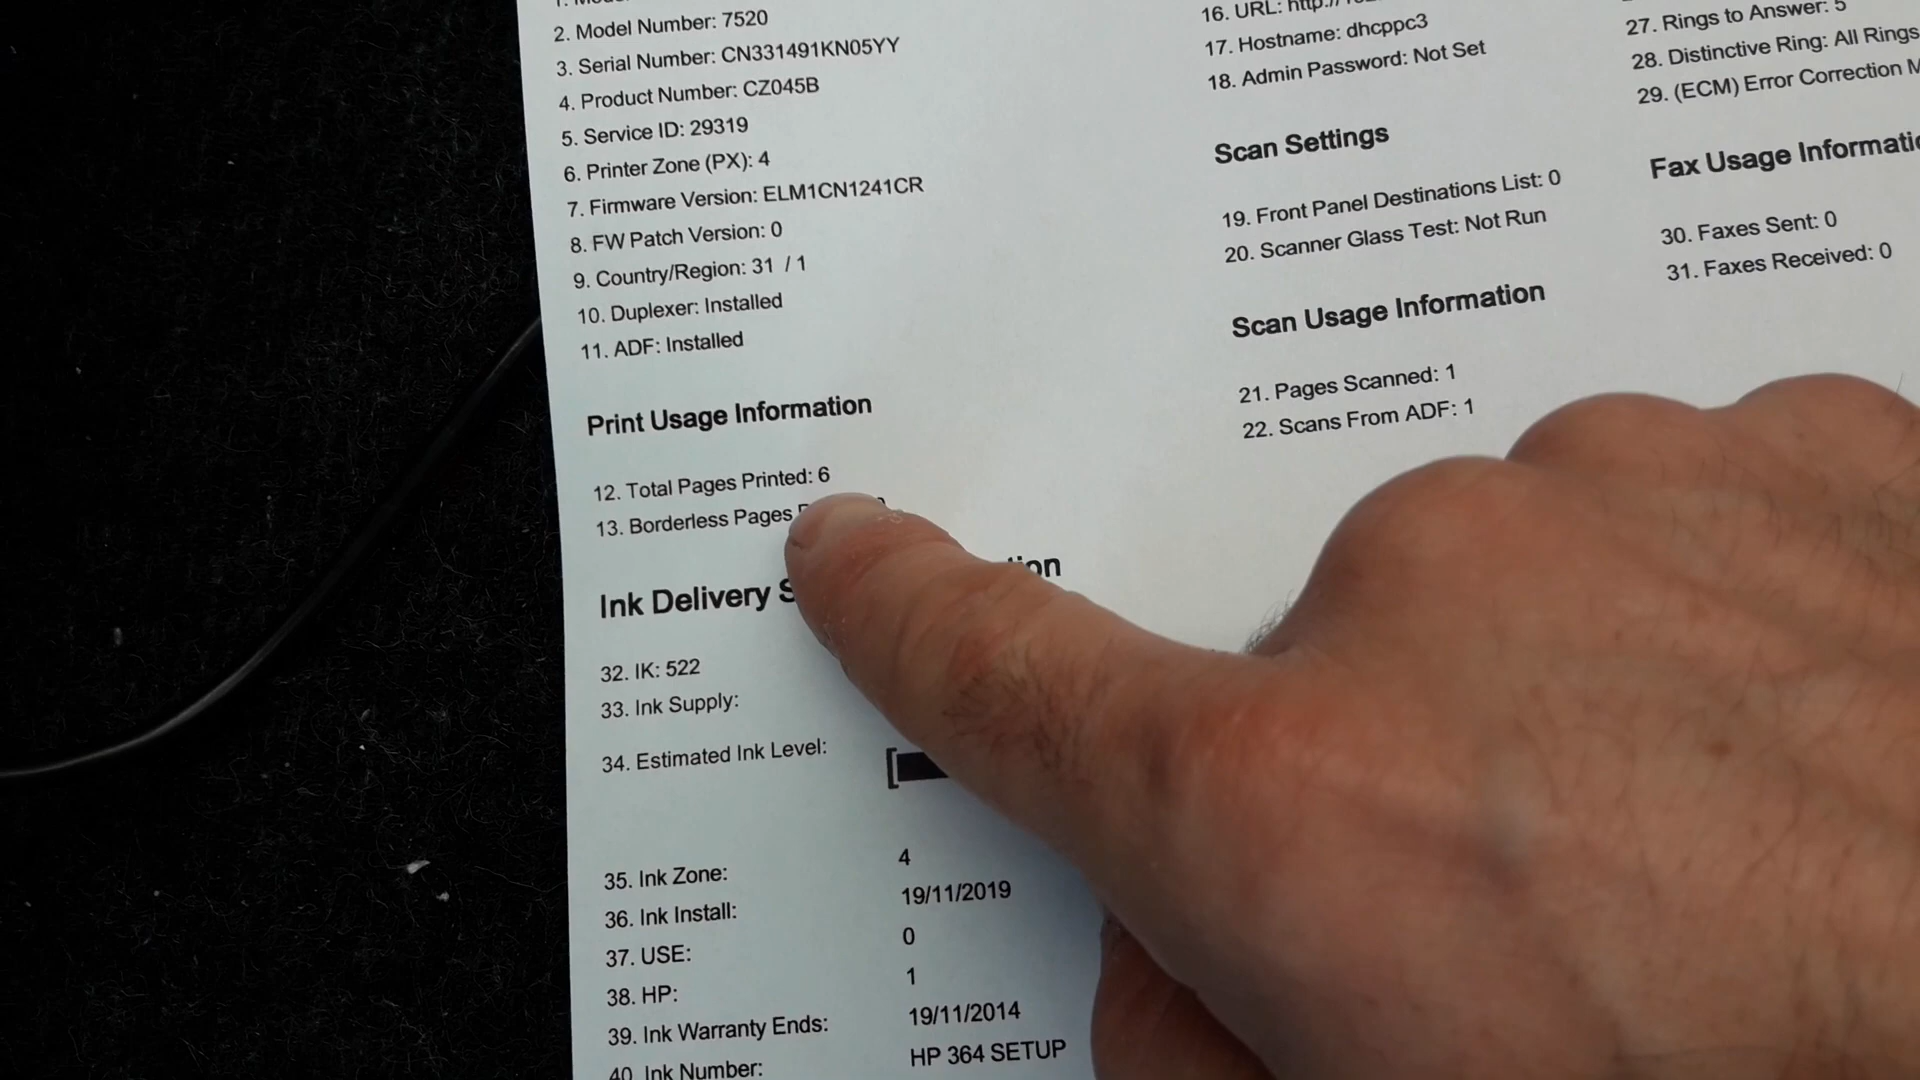 2. Model Number: 7520
3. Serial Number: CN331491KN05YY
4. Product Number: CZ045B
5. Service ID: 29319
6. Printer Zone (PX): 4
7. Firmware Version: ELM1CN1241CR
8. FW Patch Version: 0
9. Country/Region: 31 / 1
10. Duplexer: Installed
11. ADF: Installed
Print Usage Information
12. Total Pages Printed: 6
13. Borderless Pages
Ink Delivery
32. IK: 522
33. Ink Supply:
34. Estimated Ink Level:
35. Ink Zone: 4
36. Ink Install: 19/11/2019
37. USE: 0
38. HP: 1
39. Ink Warranty Ends: 19/11/2014
40. Ink Number: HP 364 SETUP
16. URL: http://
17. Hostname: dhcppc3
18. Admin Password: Not Set
Scan Settings
19. Front Panel Destinations List: 0
20. Scanner Glass Test: Not Run
Scan Usage Information
21. Pages Scanned: 1
22. Scans From ADF: 1
27. Rings to Answer: 5
28. Distinctive Ring: All Rings
29. (ECM) Error Correction
Fax Usage
30. Faxes Sent: 0
31. Faxes Received: 0